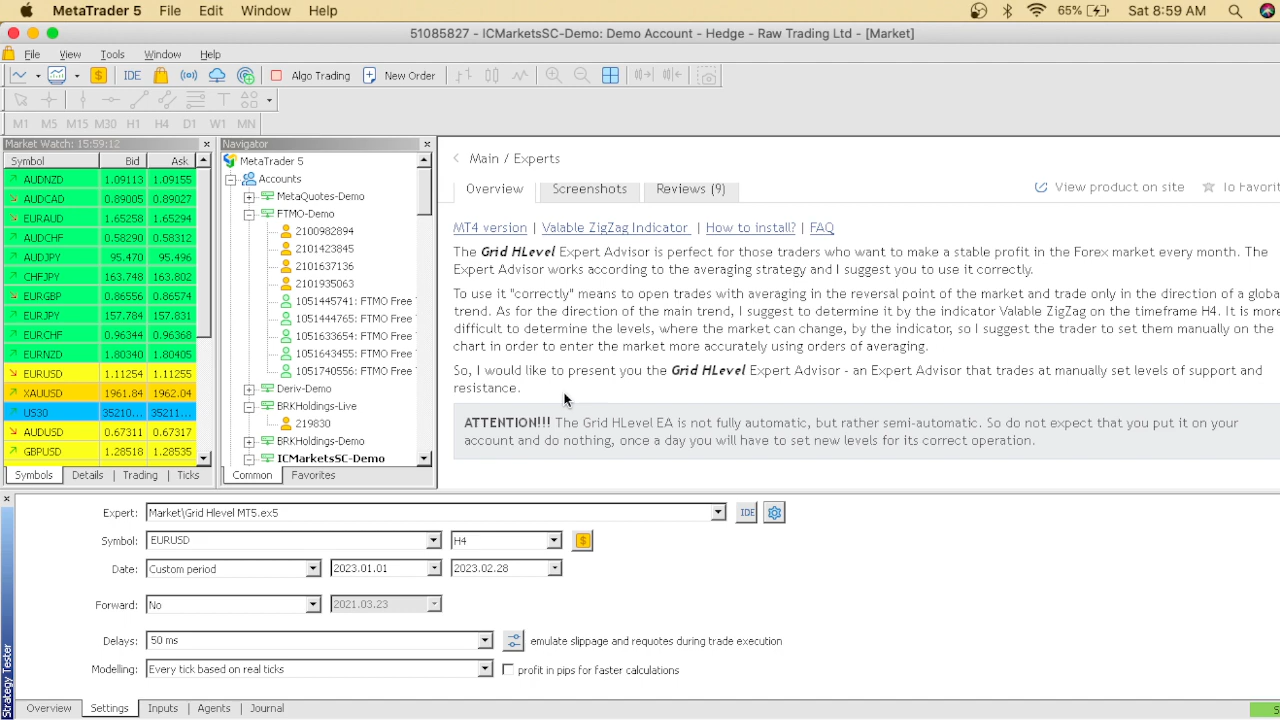 MetaTrader 5 File Edit Window Help 65% Sat 8:59 AM
51085827 - ICMarketsSC-Demo: Demo Account - Hedge - Raw Trading Ltd - [Market]
File View Tools Window Help
IDE Algo Trading New Order
M1 M5 M15 M30 H1 H4 D1 W1 MN
Market Watch: 15:59:12
Symbol Bid Ask
AUDNZD 1.09113 1.09155
AUDCAD 0.89005 0.89027
EURAUD 1.65258 1.65294
AUDCHF 0.58290 0.58312
AUDJPY 95.470 95.496
CHFJPY 163.748 163.802
EURGBP 0.86556 0.86574
EURJPY 157.784 157.831
EURCHF 0.96344 0.96368
EURNZD 1.80340 1.80405
EURUSD 1.11254 1.11255
XAUUSD 1961.84 1962.04
US30 35210... 35211...
AUDUSD 0.67311 0.67317
GBPUSD 1.28518 1.28535
Symbols Details Trading Ticks
Navigator
MetaTrader 5
Accounts
MetaQuotes-Demo
FTMO-Demo
2100982894
2101423845
2101637136
2101935063
1051445741: FTMO Free
1051444765: FTMO Free
1051633654: FTMO Free
1051643455: FTMO Free
1051740556: FTMO Free
Deriv-Demo
BRKHoldings-Live
219830
BRKHoldings-Demo
ICMarketsSC-Demo
Common Favorites
Main / Experts
Overview Screenshots Reviews (9) View product on site To Favorit
MT4 version | Valable ZigZag Indicator | How to install? | FAQ
The Grid HLevel Expert Advisor is perfect for those traders who want to make a stable profit in the Forex market every month. The
Expert Advisor works according to the averaging strategy, and I suggest you to use it correctly.
To use it "correctly" means to open trades with averaging in the reversal point of the market and trade only in the direction of a global
trend. As for the direction of the main trend, I suggest to determine it by the indicator Valable ZigZag on the timeframe H4. It is more
difficult to determine the levels, where the market can change, by the indicator, so I suggest the trader to set them manually on the
chart in order to enter the market more accurately using orders of averaging.
So, I would like to present you the Grid HLevel Expert Advisor - an Expert Advisor that trades at manually set levels of support and
resistance.
ATTENTION!!! The Grid HLevel EA is not fully automatic, but rather semi-automatic. So do not expect that you put it on your
account and do nothing, once a day you will have to set new levels for its correct operation.
Expert: Market\Grid Hlevel MT5.ex5 IDE
Symbol: EURUSD H4
Date: Custom period 2023.01.01 2023.02.28
Forward: No 2021.03.23
Delays: 50 ms emulate slippage and requotes during trade execution
Modelling: Every tick based on real ticks profit in pips for faster calculations
Strategy Tester
Overview Settings Inputs Agents Journal